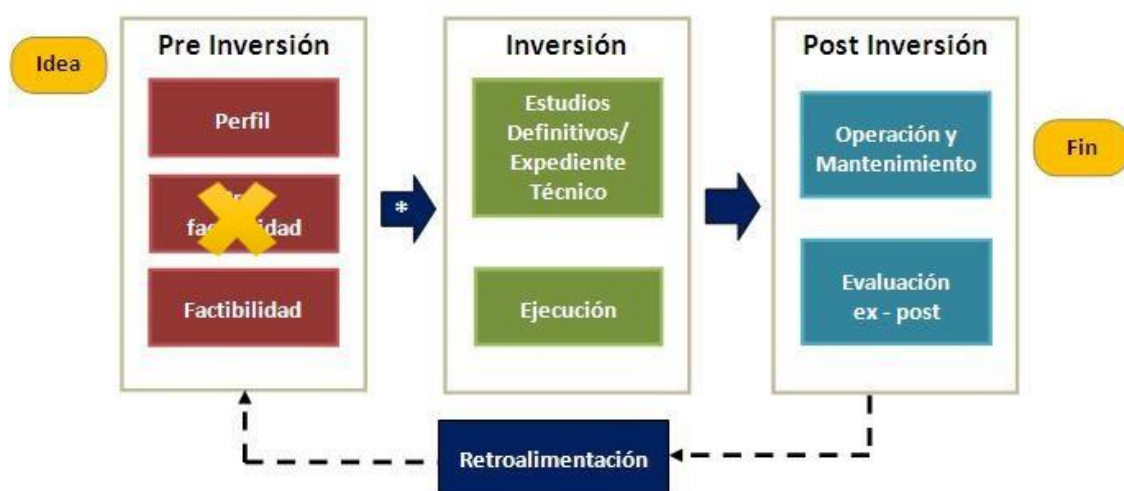 Idea
Pre Inversión
Perfil
Factibilidad
*
Inversión
Estudios
Definitivos/
Expediente
Técnico
Ejecución
Post Inversión
Operación y
Mantenimiento
Evaluación
ex - post
Fin
Retroalimentación